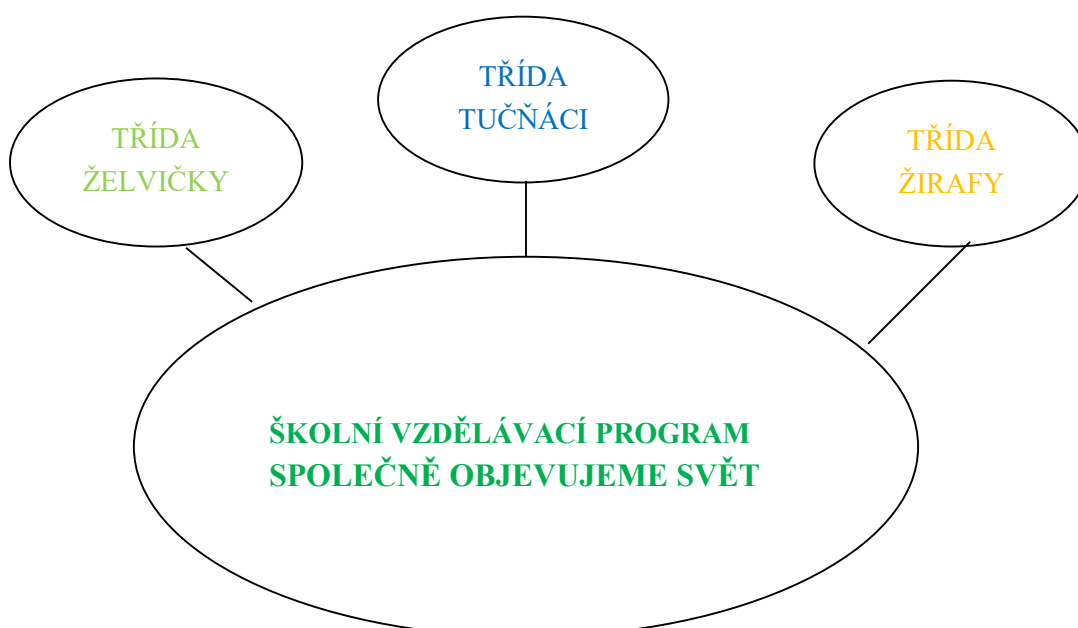 TŘÍDA
ŽELVIČKY
TŘÍDA
TUČŇÁCI
TŘÍDA
ŽIRAFY
ŠKOLNÍ VZDĚLÁVACÍ PROGRAM
SPOLEČNĚ OBJEVUJEME SVĚT